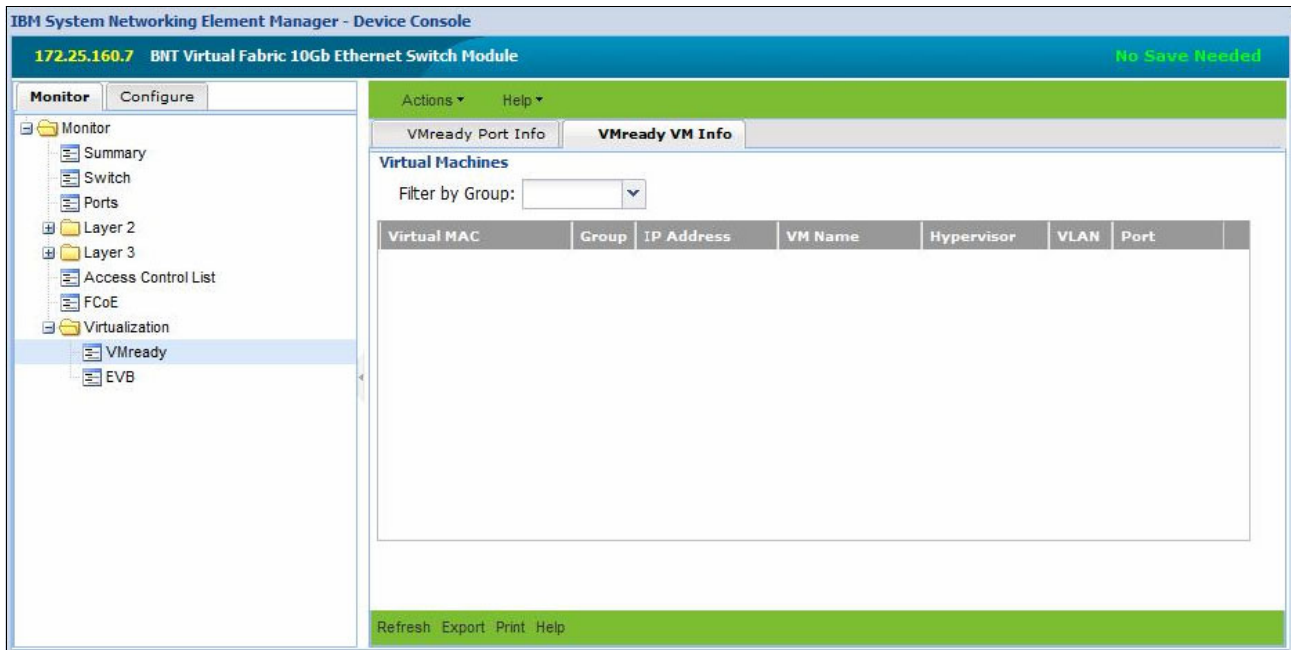 IBM System Networking Element Manager - Device Console
172.25.160.7 BNT Virtual Fabric 10Gb Ethernet Switch Module No Save Needed
Monitor Configure
Monitor
Summary
Switch
Ports
Layer 2
Layer 3
Access Control List
FCoE
Virtualization
VMready
EVB
Actions Help
VMready Port Info VMready VM Info
Virtual Machines
Filter by Group:
Virtual MAC Group IP Address VM Name Hypervisor VLAN Port
Refresh Export Print Help